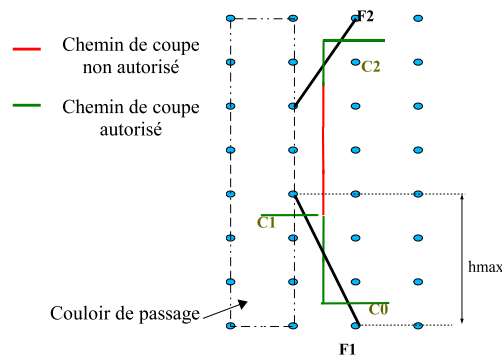 F2
Chemin de coupe
non autorisé
C2
Chemin de coupe
autorisé
C1
hmax
Couloir de passage
C0
F1